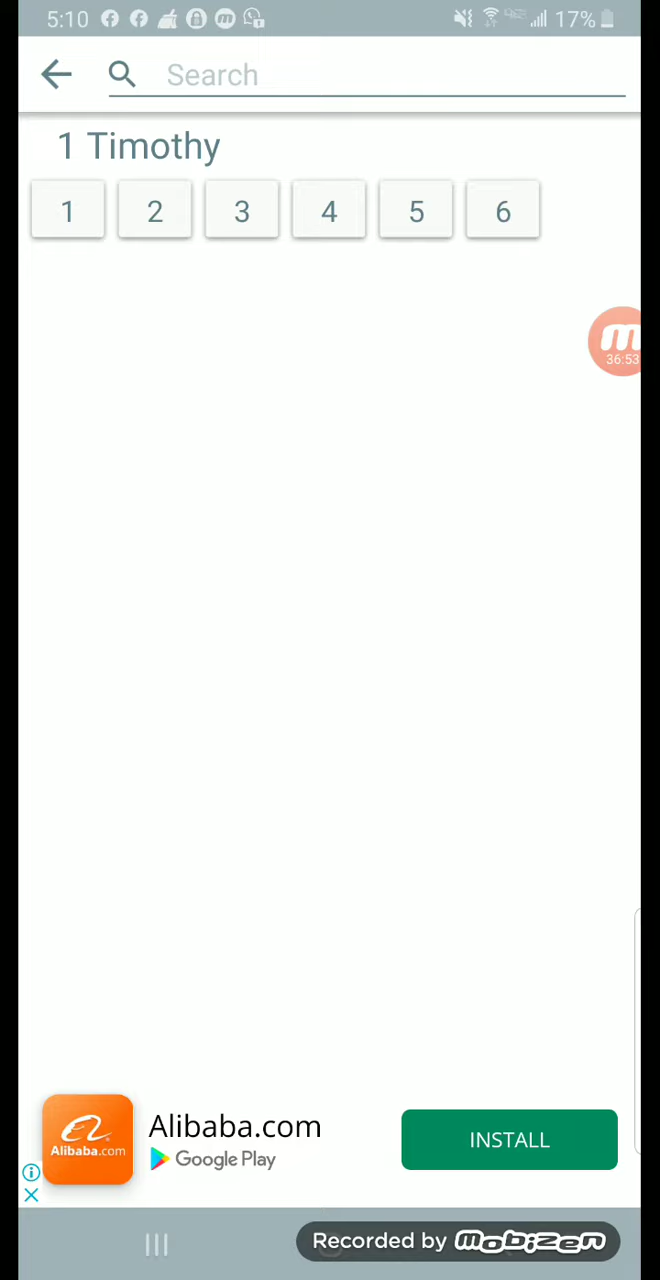 5:10 17%
Search
1 Timothy
1 2 3 4 5 6
36:53
Alibaba.com
Alibaba.com
Google Play
INSTALL
Recorded by mobizen